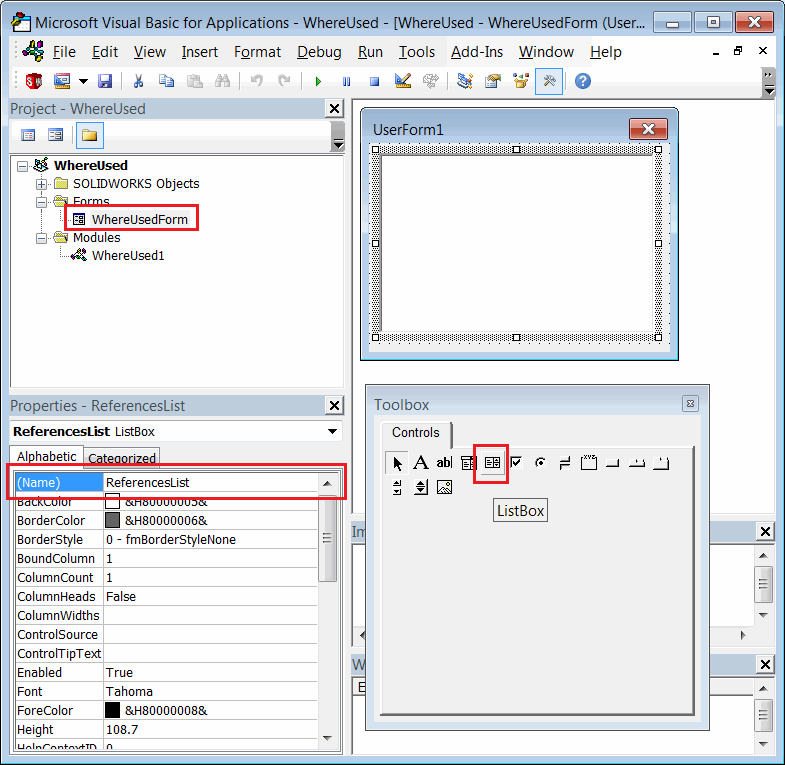 Microsoft Visual Basic for Applications - WhereUsed - [WhereUsed - WhereUsedForm (User...
File Edit View Insert Format Debug Run Tools Add-Ins Window Help
Project - WhereUsed
WhereUsed
SOLIDWORKS Objects
Forms
WhereUsedForm
Modules
WhereUsed1
Properties - ReferencesList
ReferencesList ListBox
Alphabetic Categorized
(Name) ReferencesList
BackColor &H80000005&
BorderColor &H80000006&
BorderStyle 0 - fmBorderStyleNone
BoundColumn 1
ColumnCount 1
ColumnHeads False
ColumnWidths
ControlSource
ControlTipText
Enabled True
Font Tahoma
ForeColor &H80000008&
Height 108.7
HelpContextID 0
UserForm1
Toolbox
Controls
A ab
XYZ
ListBox
Im
W
E